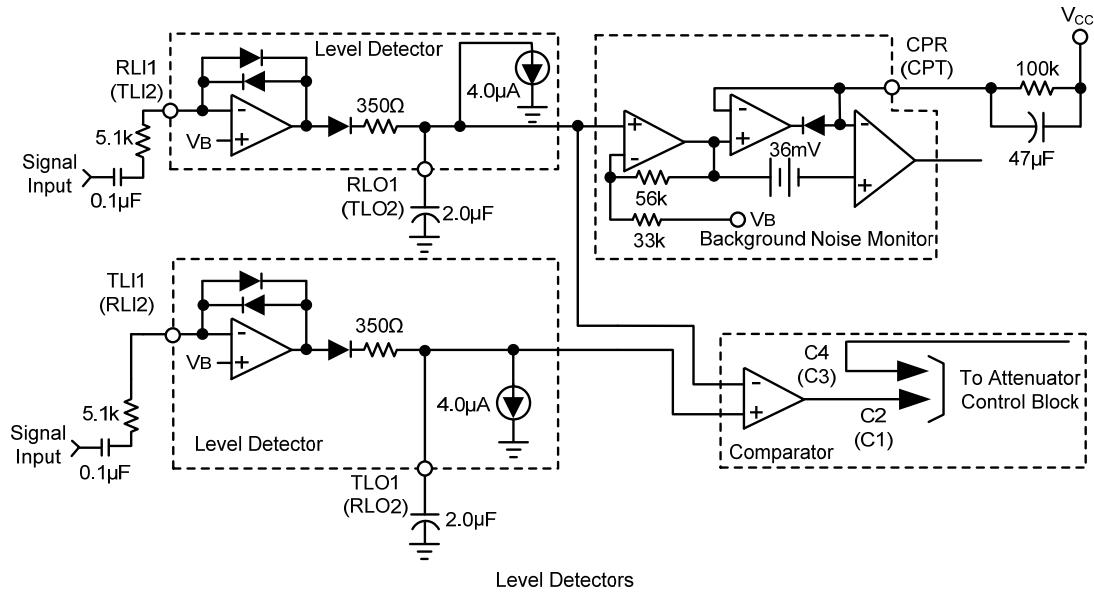 Level Detector
RLI1
(TLI2)
5.1k
Signal
Input
0.1µF
VB
350Ω
4.0µA
RLO1
(TLO2)
2.0µF
CPR
(CPT)
VCC
100k
47µF
36mV
56k
33k
VB
Background Noise Monitor
TLI1
(RLI2)
5.1k
Signal
Input
0.1µF
VB
350Ω
4.0µA
Level Detector
TLO1
(RLO2)
2.0µF
C4
(C3)
C2
(C1)
To Attenuator
Control Block
Comparator
Level Detectors